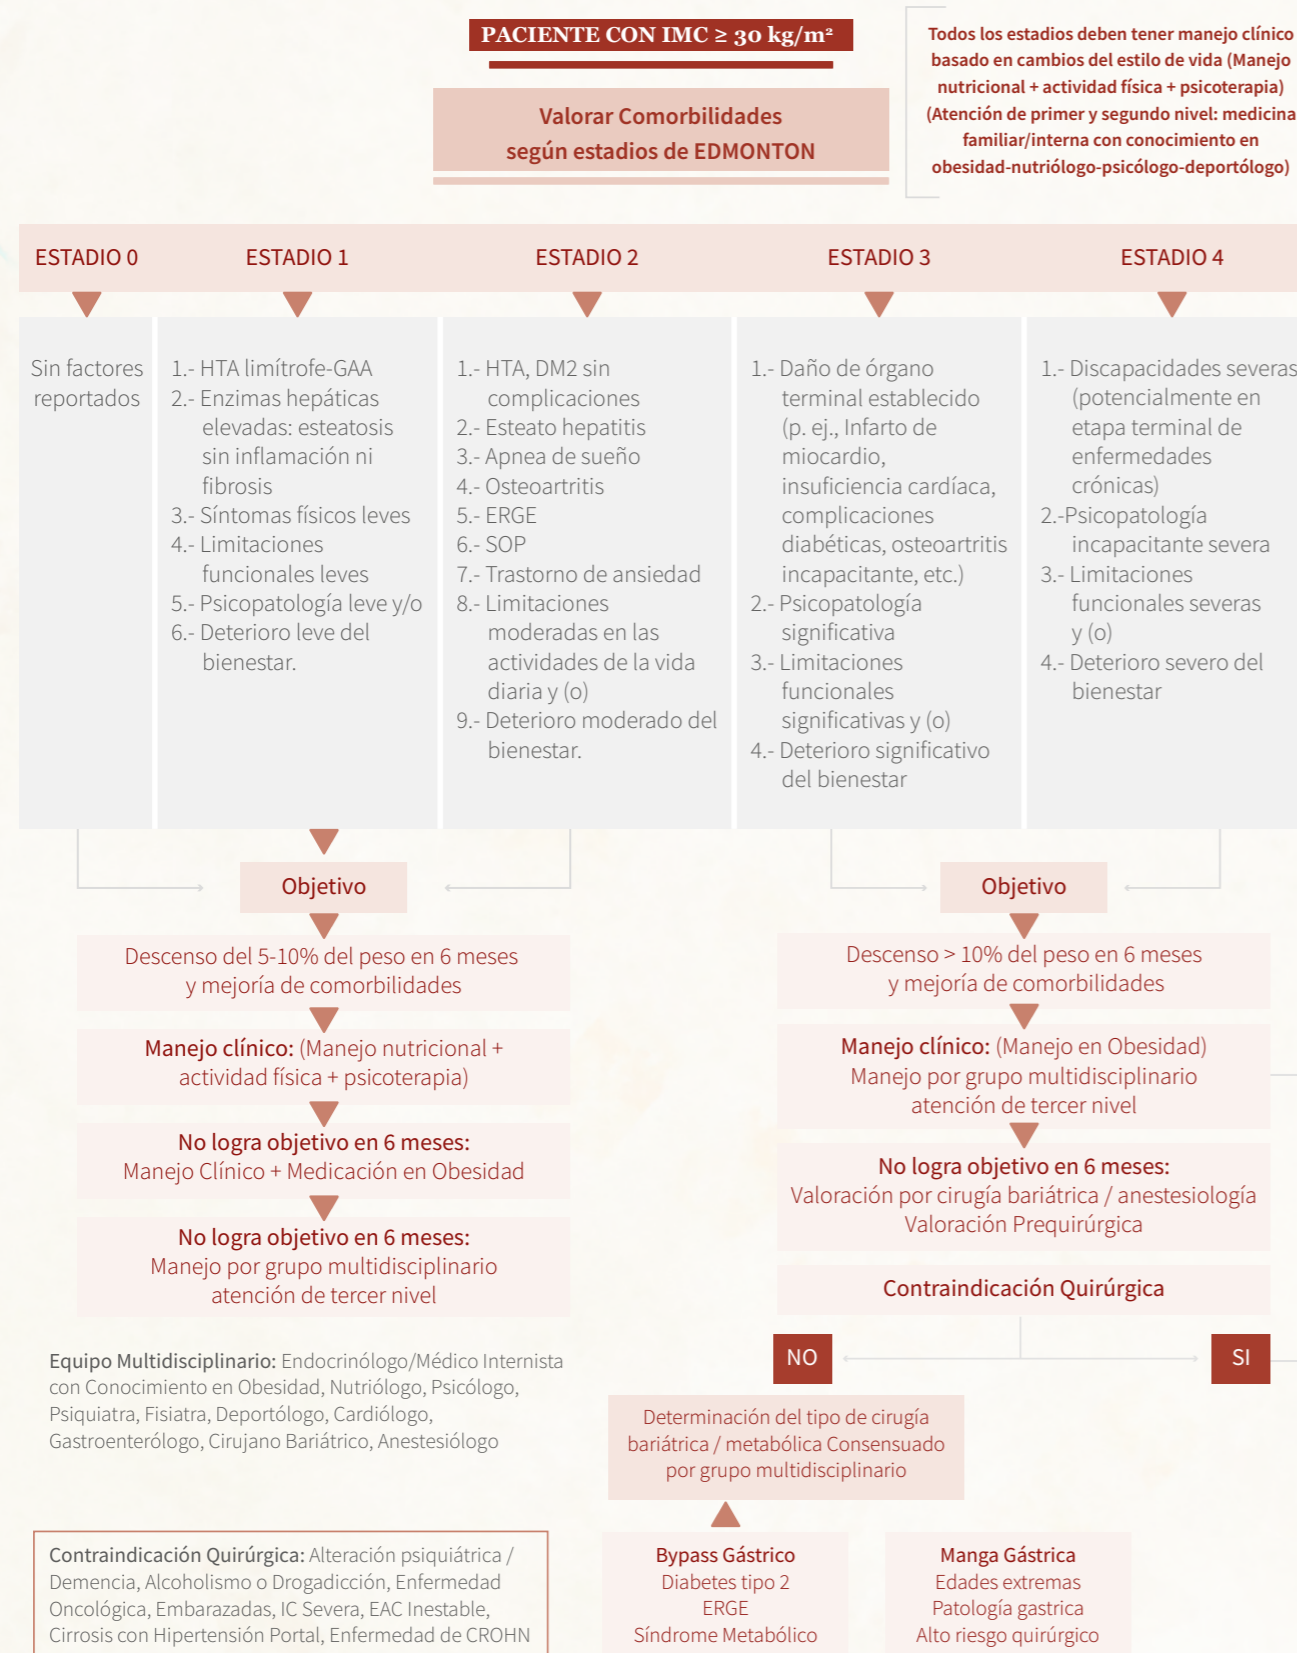 PACIENTE CON IMC ≥ 30 kg/m²
Valorar Comorbilidades
según estadios de EDMONTON
Todos los estadios deben tener manejo clínico
basado en cambios del estilo de vida (Manejo
nutricional + actividad física + psicoterapia)
(Atención de primer y segundo nivel: medicina
familiar/interna con conocimiento en
obesidad-nutriólogo-psicólogo-deportólogo)
ESTADIO 0
Sin factores
reportados
ESTADIO 1
1.- HTA limítrofe-GAA
2.- Enzimas hepáticas
elevadas: esteatosis
sin inflamación ni
fibrosis
3.- Síntomas físicos leves
4.- Limitaciones
funcionales leves
5.- Psicopatología leve y/o
6.- Deterioro leve del
bienestar.
ESTADIO 2
1.- HTA, DM2 sin
complicaciones
2.- Esteato hepatitis
3.- Apnea de sueño
4.- Osteoartritis
5.- ERGE
6.- SOP
7.- Trastorno de ansiedad
8.- Limitaciones
moderadas en las
actividades de la vida
diaria y (o)
9.- Deterioro moderado del
bienestar.
ESTADIO 3
1.- Daño de órgano
terminal establecido
(p. ej., Infarto de
miocardio,
insuficiencia cardíaca,
complicaciones
diabéticas, osteoartritis
incapacitante, etc.)
2.- Psicopatología
significativa
3.- Limitaciones
funcionales
significativas y (o)
4.- Deterioro significativo
del bienestar
ESTADIO 4
1.- Discapacidades severas
(potencialmente en
etapa terminal de
enfermedades
crónicas)
2.-Psicopatología
incapacitante severa
3.- Limitaciones
funcionales severas
y (o)
4.- Deterioro severo del
bienestar
Objetivo
Descenso del 5-10% del peso en 6 meses
y mejoría de comorbilidades
Manejo clínico: (Manejo nutricional +
actividad física + psicoterapia)
No logra objetivo en 6 meses:
Manejo Clínico + Medicación en Obesidad
No logra objetivo en 6 meses:
Manejo por grupo multidisciplinario
atención de tercer nivel
Objetivo
Descenso > 10% del peso en 6 meses
y mejoría de comorbilidades
Manejo clínico: (Manejo en Obesidad)
Manejo por grupo multidisciplinario
atención de tercer nivel
No logra objetivo en 6 meses:
Valoración por cirugía bariátrica / anestesiología
Valoración Prequirúrgica
Contraindicación Quirúrgica
NO
SI
Equipo Multidisciplinario: Endocrinólogo/Médico Internista
con Conocimiento en Obesidad, Nutriólogo, Psicólogo,
Psiquiatra, Fisiatra, Deportólogo, Cardiólogo,
Gastroenterólogo, Cirujano Bariátrico, Anestesiólogo
Determinación del tipo de cirugía
bariátrica / metabólica Consensuado
por grupo multidisciplinario
Contraindicación Quirúrgica: Alteración psiquiátrica /
Demencia, Alcoholismo o Drogadicción, Enfermedad
Oncológica, Embarazadas, IC Severa, EAC Inestable,
Cirrosis con Hipertensión Portal, Enfermedad de CROHN
Bypass Gástrico
Diabetes tipo 2
ERGE
Síndrome Metabólico
Manga Gástrica
Edades extremas
Patología gastrica
Alto riesgo quirúrgico